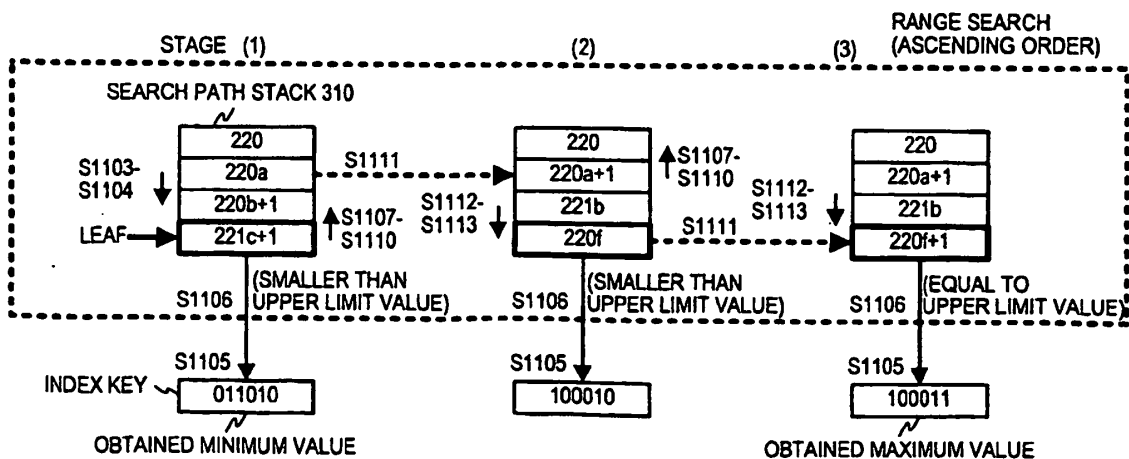 RANGE SEARCH
(ASCENDING ORDER)
STAGE (1)
(2)
(3)
SEARCH PATH STACK 310
220
220a
220b+1
221c+1
S1103-
S1104
LEAF
S1107-
S1110
S1111
220
220a+1
221b
220f
S1107-
S1110
S1112-
S1113
S1111
220
220a+1
221b
220f+1
S1112-
S1113
S1106
(SMALLER THAN
UPPER LIMIT VALUE)
S1106
(SMALLER THAN
UPPER LIMIT VALUE)
S1106
(EQUAL TO
UPPER LIMIT VALUE)
S1105
S1105
S1105
INDEX KEY
011010
100010
100011
OBTAINED MINIMUM VALUE
OBTAINED MAXIMUM VALUE